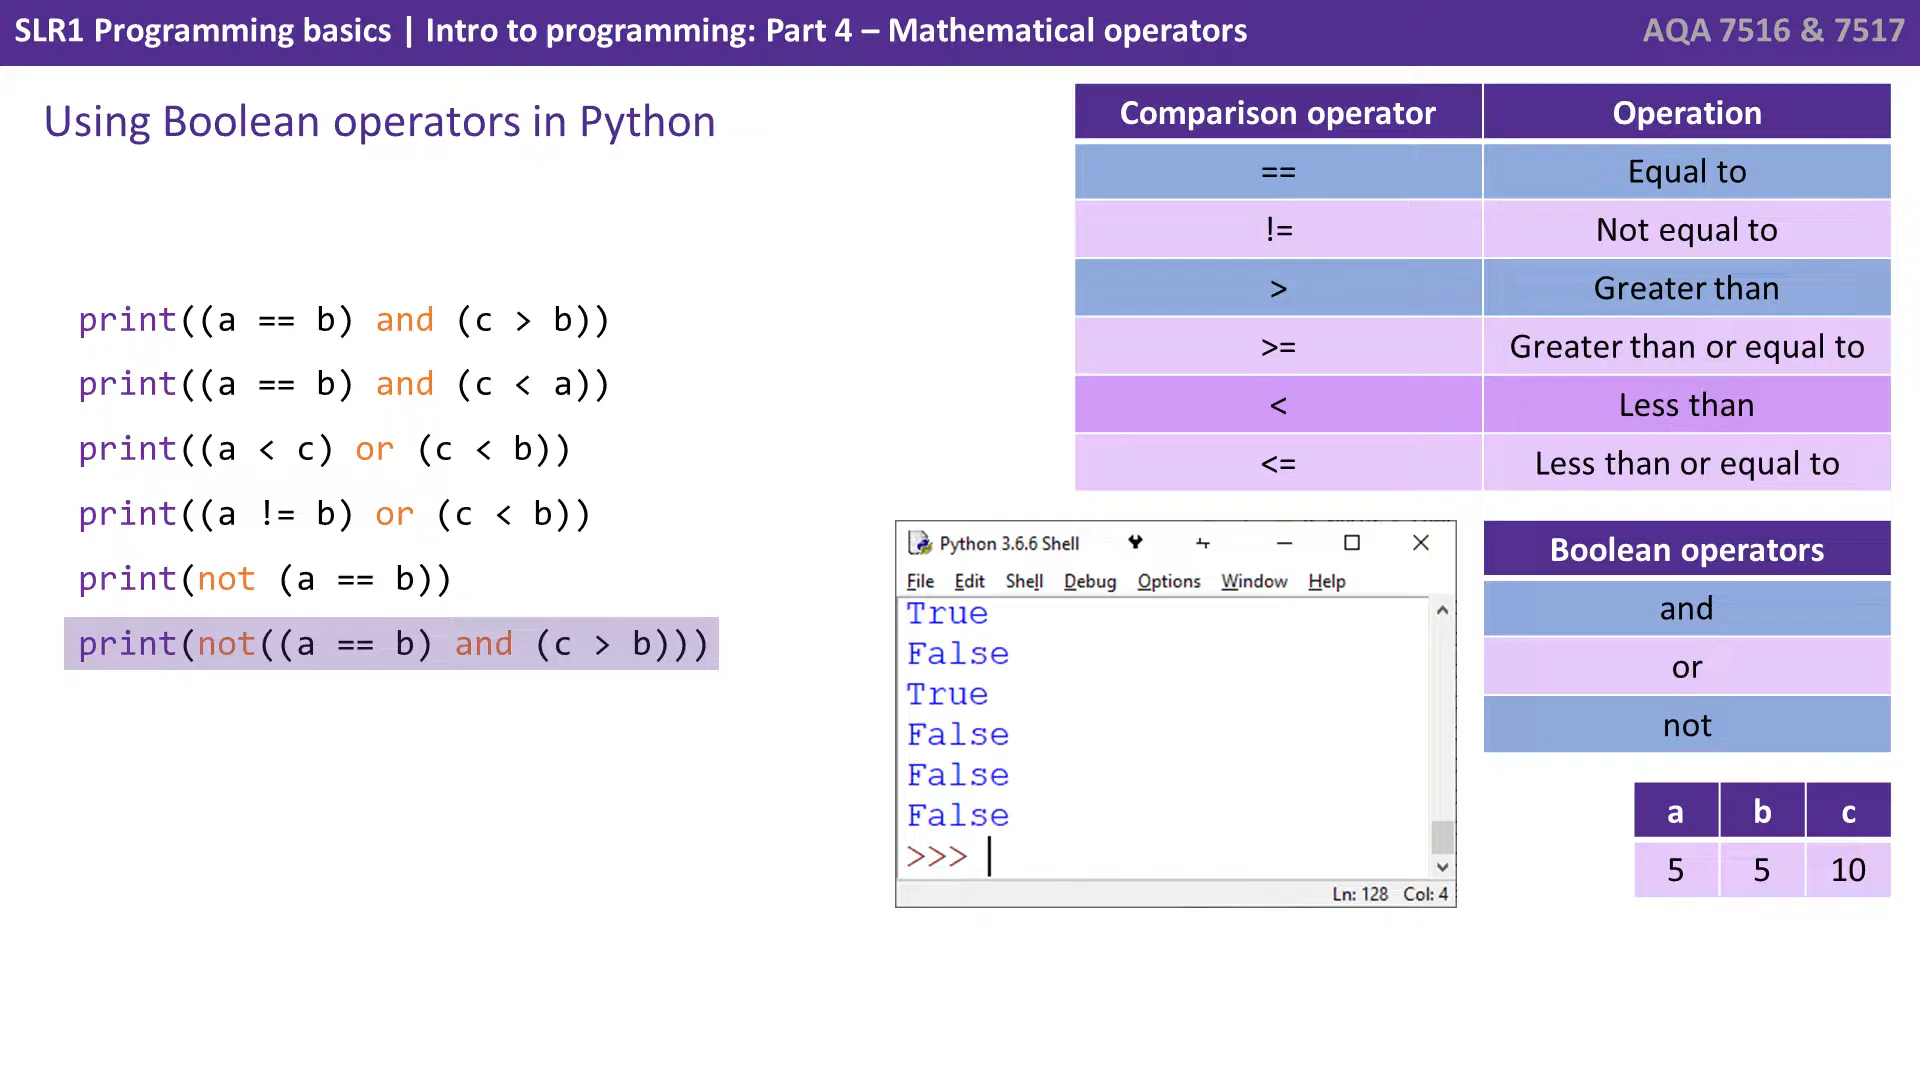 SLR1 Programming basics | Intro to programming: Part 4 – Mathematical operators
AQA 7516 & 7517
Using Boolean operators in Python
print((a == b) and (c > b))
print((a == b) and (c < a))
print((a < c) or (c < b))
print((a != b) or (c < b))
print(not (a == b))
print(not((a == b) and (c > b)))
Comparison operator Operation
== Equal to
!= Not equal to
> Greater than
>= Greater than or equal to
< Less than
<= Less than or equal to
Python 3.6.6 Shell
File Edit Shell Debug Options Window Help
True
False
True
False
False
False
>>>
Ln: 128 Col: 4
Boolean operators
and
or
not
a b c
5 5 10